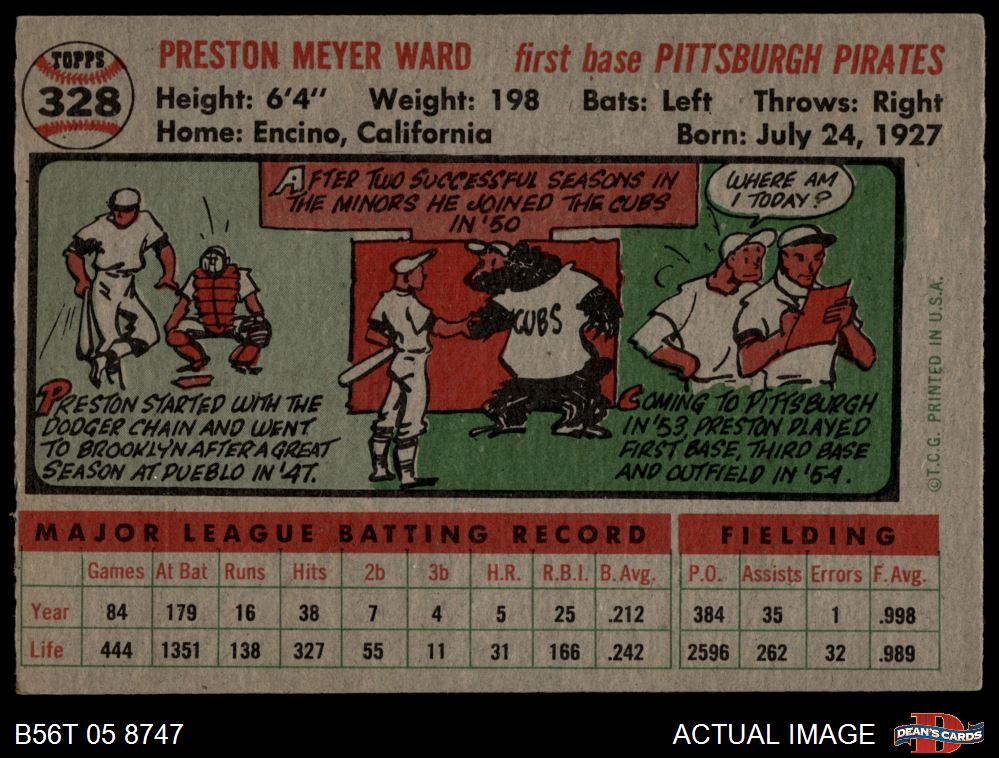 TOPPS
328
PRESTON MEYER WARD first base PITTSBURGH PIRATES
Height: 6'4" Weight: 198 Bats: Left Throws: Right
Home: Encino, California Born: July 24, 1927
AFTER TWO SUCCESSFUL SEASONS IN
THE MINORS HE JOINED THE CUBS
IN '50
WHERE AM
I TODAY?
CUBS
PRESTON STARTED WITH THE
DODGER CHAIN AND WENT
TO BROOKLYN AFTER A GREAT
SEASON AT PUEBLO IN '47.
COMING TO PITTSBURGH
IN '53 PRESTON PLAYED
FIRST BASE, THIRD BASE
AND OUTFIELD IN '54.
©T.C.G. PRINTED IN U.S.A.
MAJOR LEAGUE BATTING RECORD FIELDING
Games At Bat Runs Hits 2b 3b H.R. R.B.I. B. Avg. P.O. Assists Errors F. Avg.
Year 84 179 16 38 7 4 5 25 .212 384 35 1 .998
Life 444 1351 138 327 55 11 31 166 .242 2596 262 32 .989
B56T 05 8747 ACTUAL IMAGE
DEAN'S CARDS